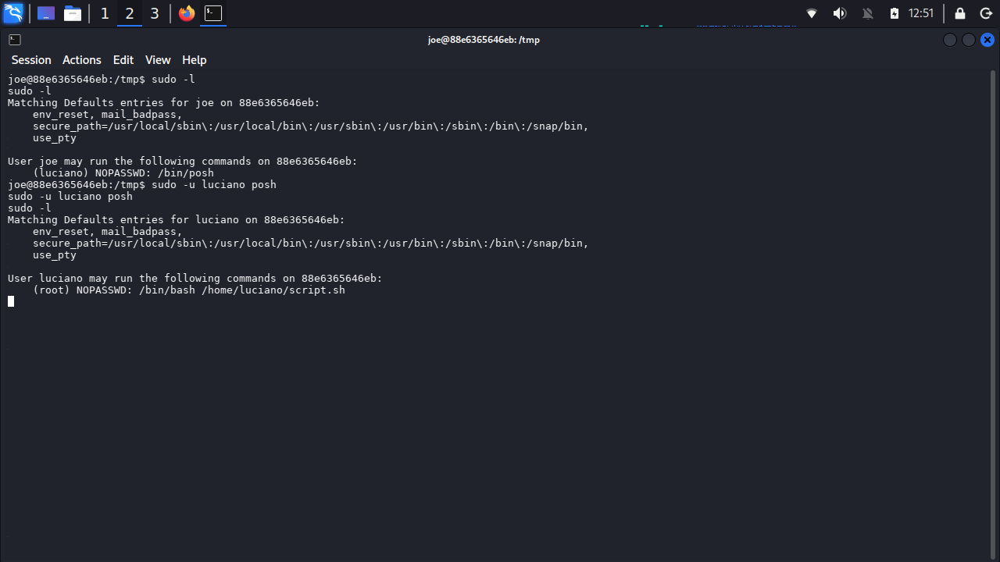 1 2 3 12:51
joe@88e6365646eb: /tmp
Session Actions Edit View Help
joe@88e6365646eb:/tmp$ sudo -l
sudo -l
Matching Defaults entries for joe on 88e6365646eb:
    env_reset, mail_badpass,
    secure_path=/usr/local/sbin\:/usr/local/bin\:/usr/sbin\:/usr/bin\:/sbin\:/bin\:/snap/bin,
    use_pty

User joe may run the following commands on 88e6365646eb:
    (luciano) NOPASSWD: /bin/posh
joe@88e6365646eb:/tmp$ sudo -u luciano posh
sudo -u luciano posh
sudo -l
Matching Defaults entries for luciano on 88e6365646eb:
    env_reset, mail_badpass,
    secure_path=/usr/local/sbin\:/usr/local/bin\:/usr/sbin\:/usr/bin\:/sbin\:/bin\:/snap/bin,
    use_pty

User luciano may run the following commands on 88e6365646eb:
    (root) NOPASSWD: /bin/bash /home/luciano/script.sh